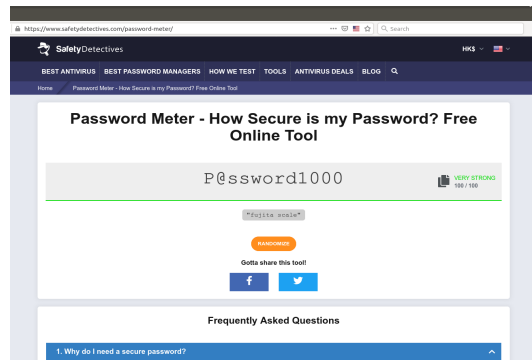 https://www.safetydetectives.com/password-meter/
Search
SafetyDetectives
HK$
BEST ANTIVIRUS BEST PASSWORD MANAGERS HOW WE TEST TOOLS ANTIVIRUS DEALS BLOG
Home Password Meter - How Secure is my Password? Free Online Tool
Password Meter - How Secure is my Password? Free
Online Tool
P@ssword1000
VERY STRONG
100 / 100
"fujita scale"
RANDOMIZE
Gotta share this tool!
Frequently Asked Questions
1. Why do I need a secure password?